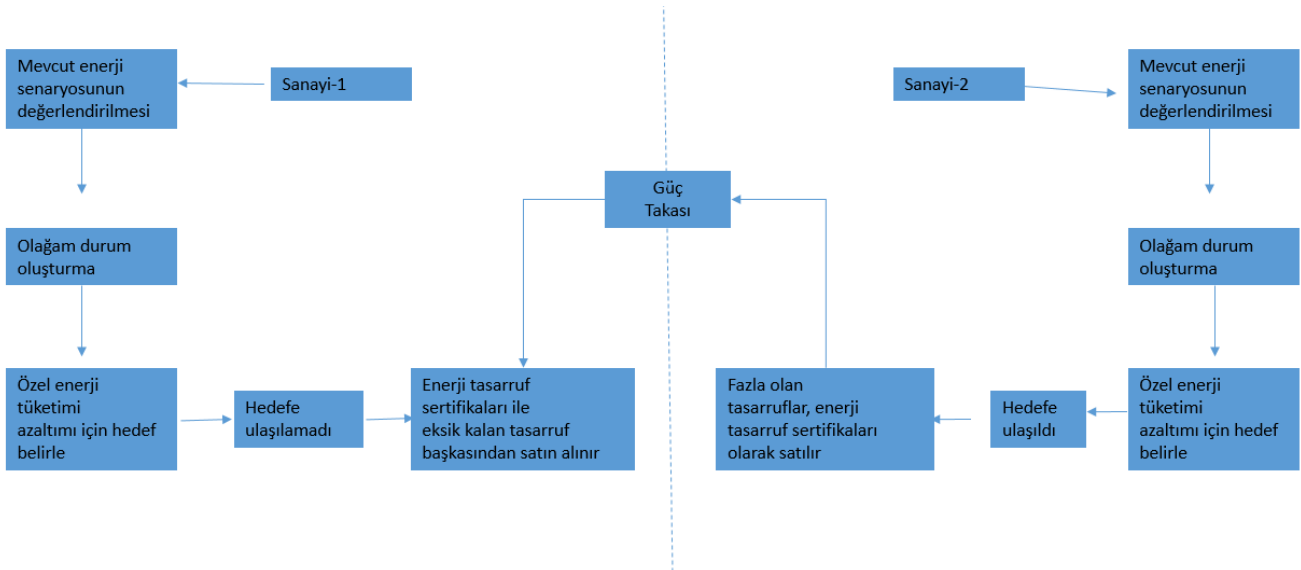 Mevcut enerji
senaryosunun
değerlendirilmesi
Sanayi-1
Olağam durum
oluşturma
Özel enerji
tüketimi
azaltımı için hedef
belirle
Hedefe
ulaşılamadı
Enerji tasarruf
sertifikaları ile
eksik kalan tasarruf
başkasından satın alınır
Güç
Takası
Sanayi-2
Mevcut enerji
senaryosunun
değerlendirilmesi
Olağam durum
oluşturma
Özel enerji
tüketimi
azaltımı için hedef
belirle
Hedefe
ulaşıldı
Fazla olan
tasarruflar, enerji
tasarruf sertifikaları
olarak satılır